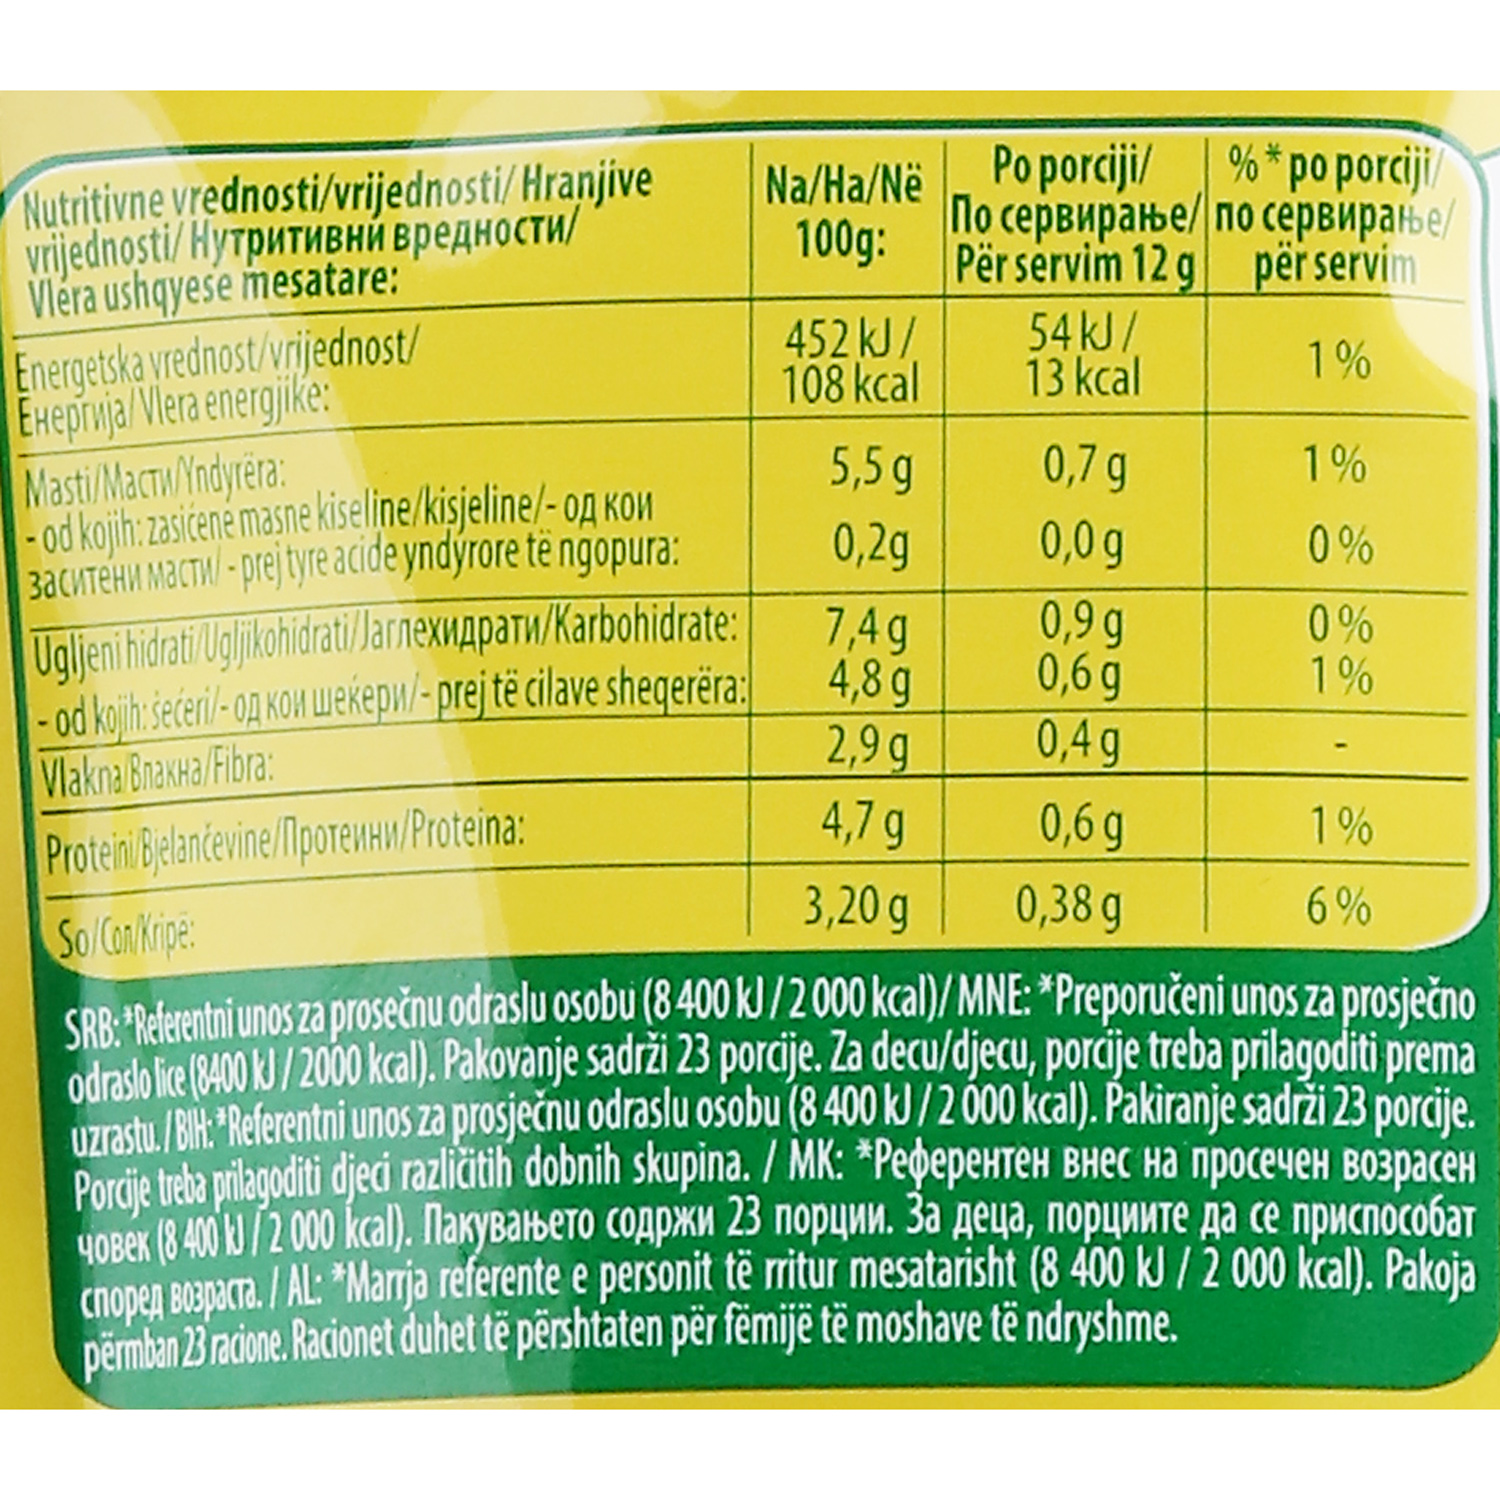 Nutritivne vrednosti/vrijednosti/Hranjive
vrijednosti/Нутритивни вредности/
Vlera ushqyese mesatare:
Na/На/Në
100g:
Po porciji/
По сервирање/
Për servim 12 g
%* po porciji/
по сервирање/
për servim
Energetska vrednost/vrijednost/
Енергија/Vlera energjike:
452 kJ /
108 kcal
54 kJ /
13 kcal
1%
Masti/Масти/Yndyrëra:
5,5 g
0,7 g
1%
- od kojih: zasićene masne kiseline/kisjeline/- од кои
заситени масти/ - prej tyre acide yndyrore të ngopura:
0,2g
0,0 g
0%
Ugljeni hidrati/Ugljikohidrati/Јаглехидрати/Karbohidrate:
7,4 g
0,9 g
0%
- od kojih: šećeri/- од кои шеќери/- prej të cilave sheqerëra:
4,8 g
0,6 g
1%
Vlakna/Влакна/Fibra:
2,9 g
0,4 g
-
Proteini/Bjelančevine/Протеини/Proteina:
4,7 g
0,6 g
1%
So/Сол/Kripë:
3,20 g
0,38 g
6%
SRB: *Referentni unos za prosečnu odraslu osobu (8 400 kJ / 2 000 kcal)/ MNE: *Preporučeni unos za prosječno
odraslo lice (8400 kJ / 2000 kcal). Pakovanje sadrži 23 porcije. Za decu/djecu, porcije treba prilagoditi prema
uzrastu. / BIH: *Referentni unos za prosječnu odraslu osobu (8 400 kJ / 2 000 kcal). Pakiranje sadrži 23 porcije.
Porcije treba prilagoditi djeci različitih dobnih skupina. / MK: *Референтен внес на просечен возрасен
човек (8 400 kJ / 2 000 kcal). Пакувањето содржи 23 порции. За деца, порциите да се приспособат
според возраста. / AL: *Marrja referente e personit të rritur mesatarisht (8 400 kJ / 2 000 kcal). Pakoja
përmban 23 racione. Racionet duhet të përshtaten për fëmijë të moshave të ndryshme.